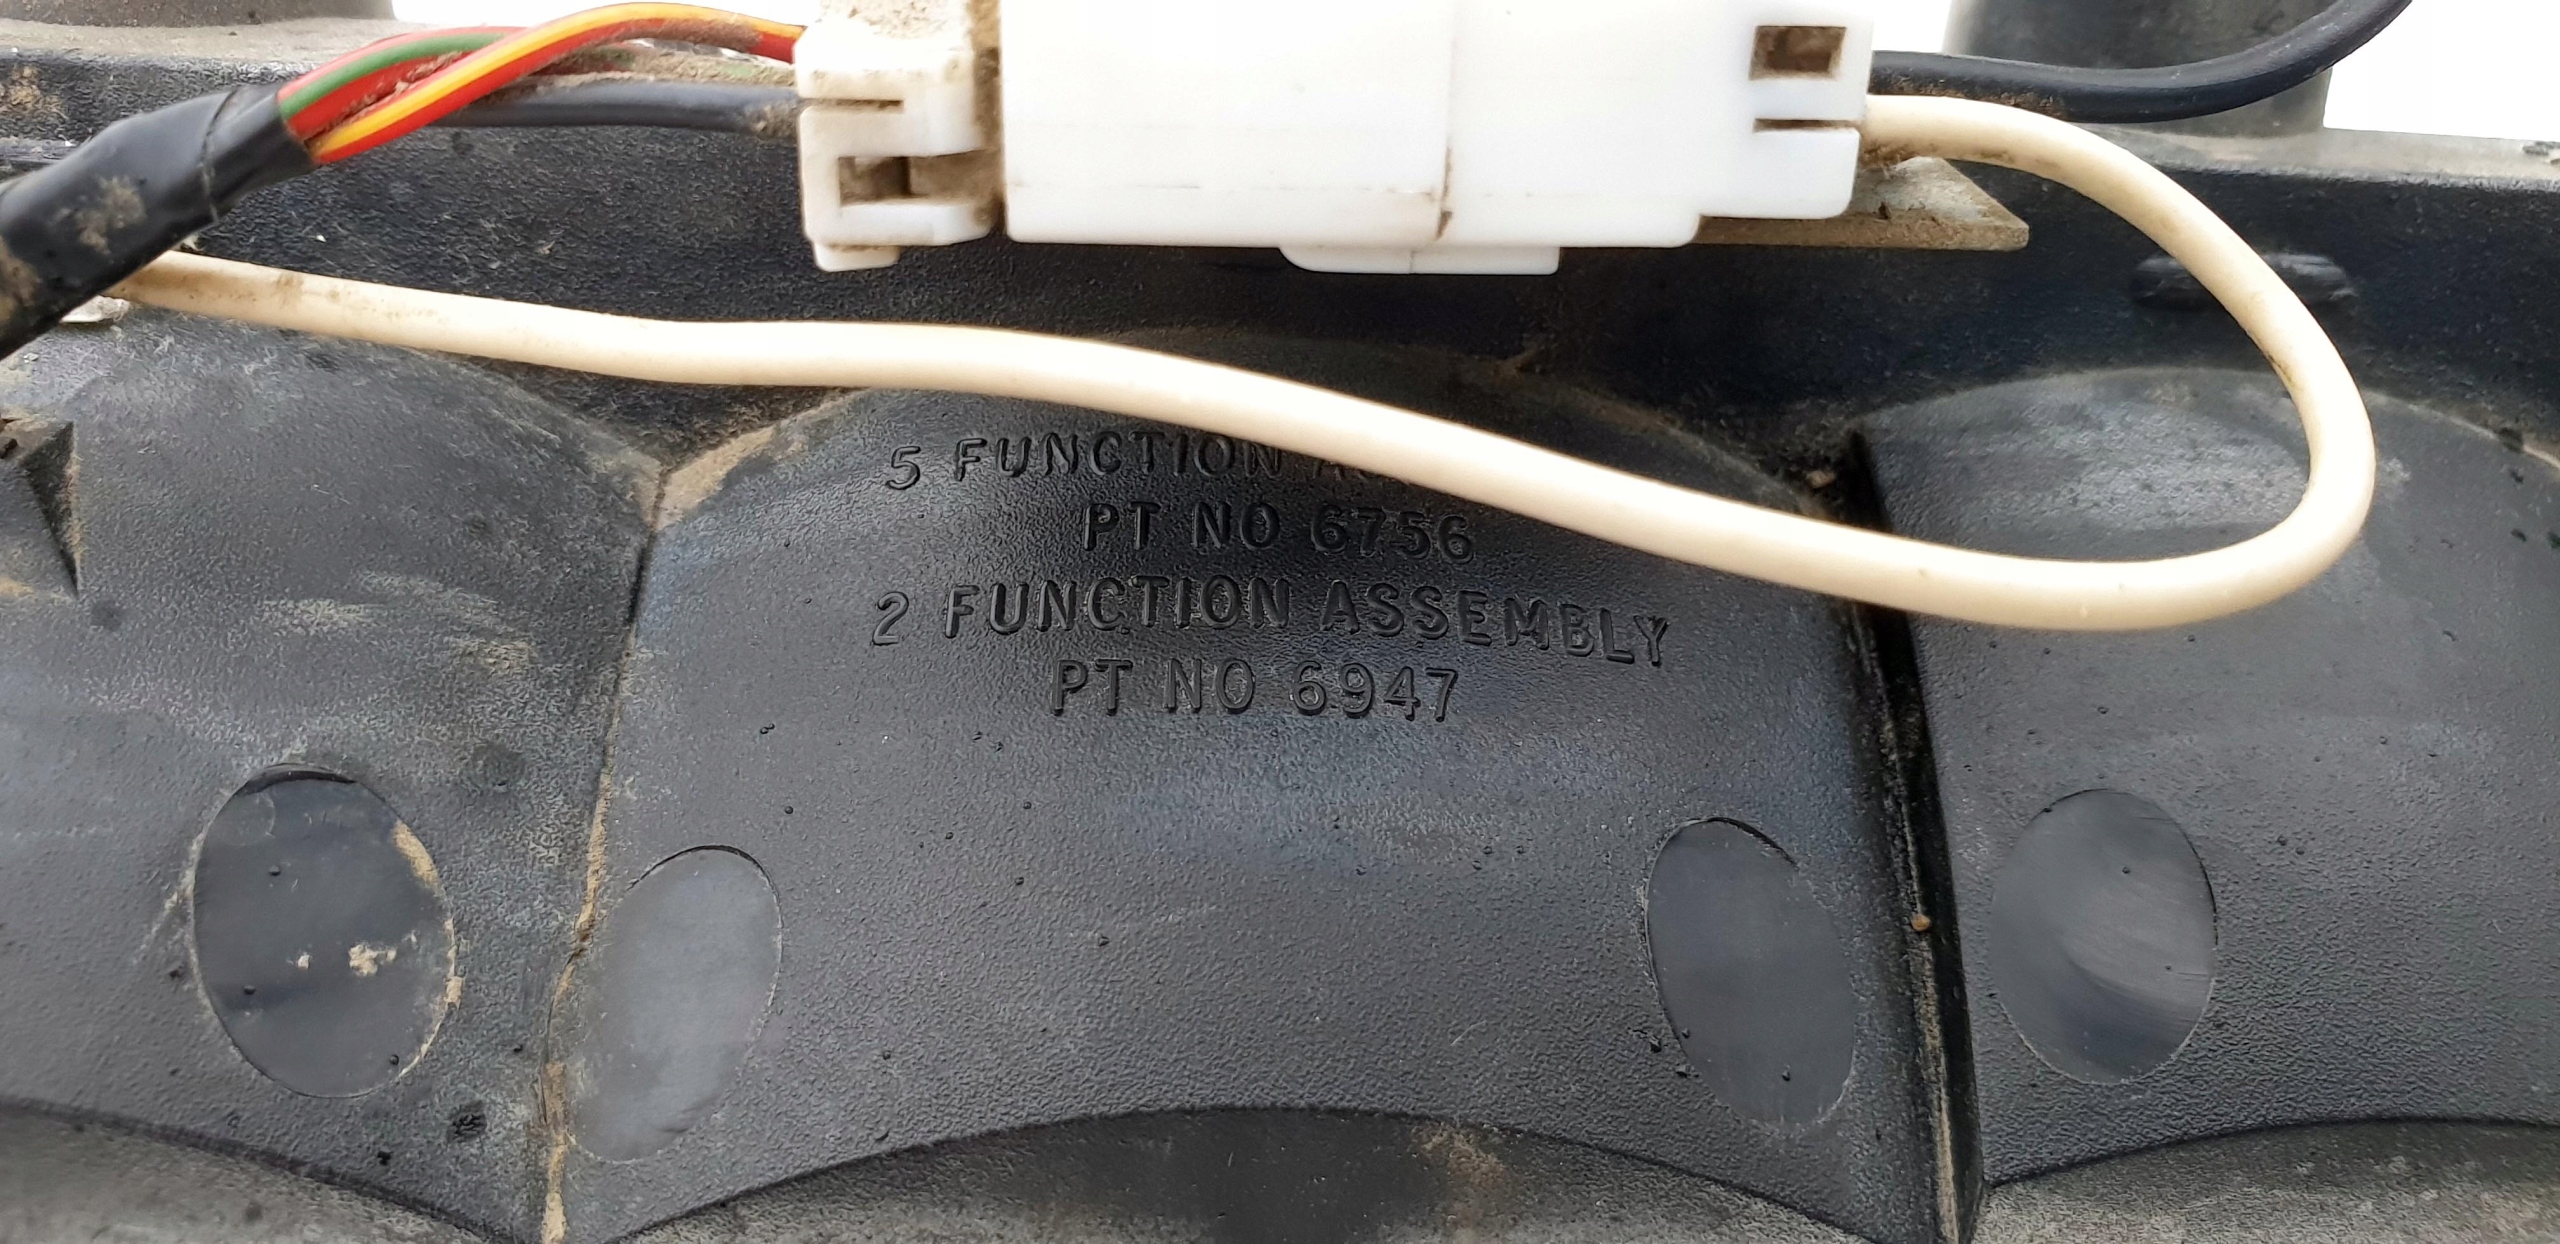 5 FUNCTION
PT NO 6756
2 FUNCTION ASSEMBLY
PT NO 6947